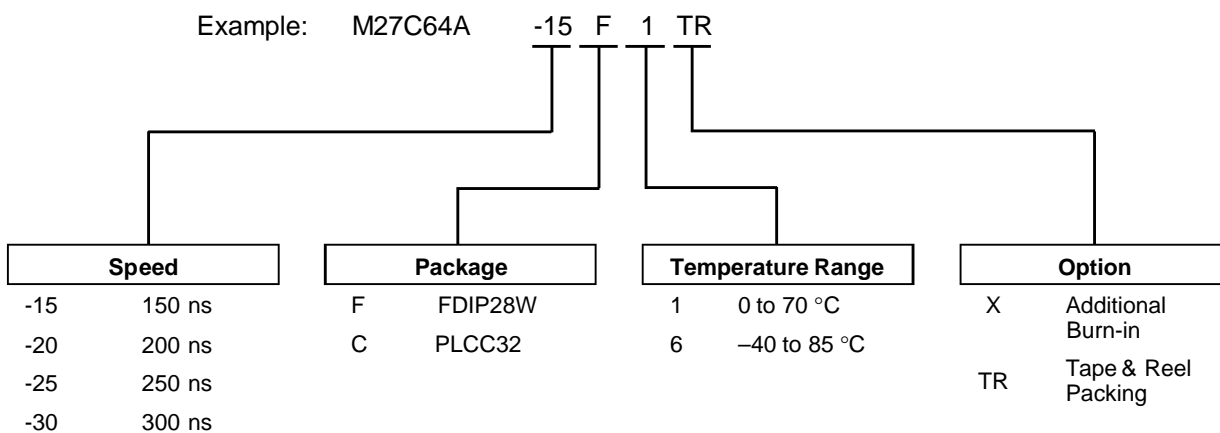 Example: M27C64A -15 F 1 TR
Speed Package Temperature Range Option
-15 150 ns F FDIP28W 1 0 to 70 °C X Additional Burn-in
-20 200 ns C PLCC32 6 –40 to 85 °C
-25 250 ns TR Tape & Reel Packing
-30 300 ns